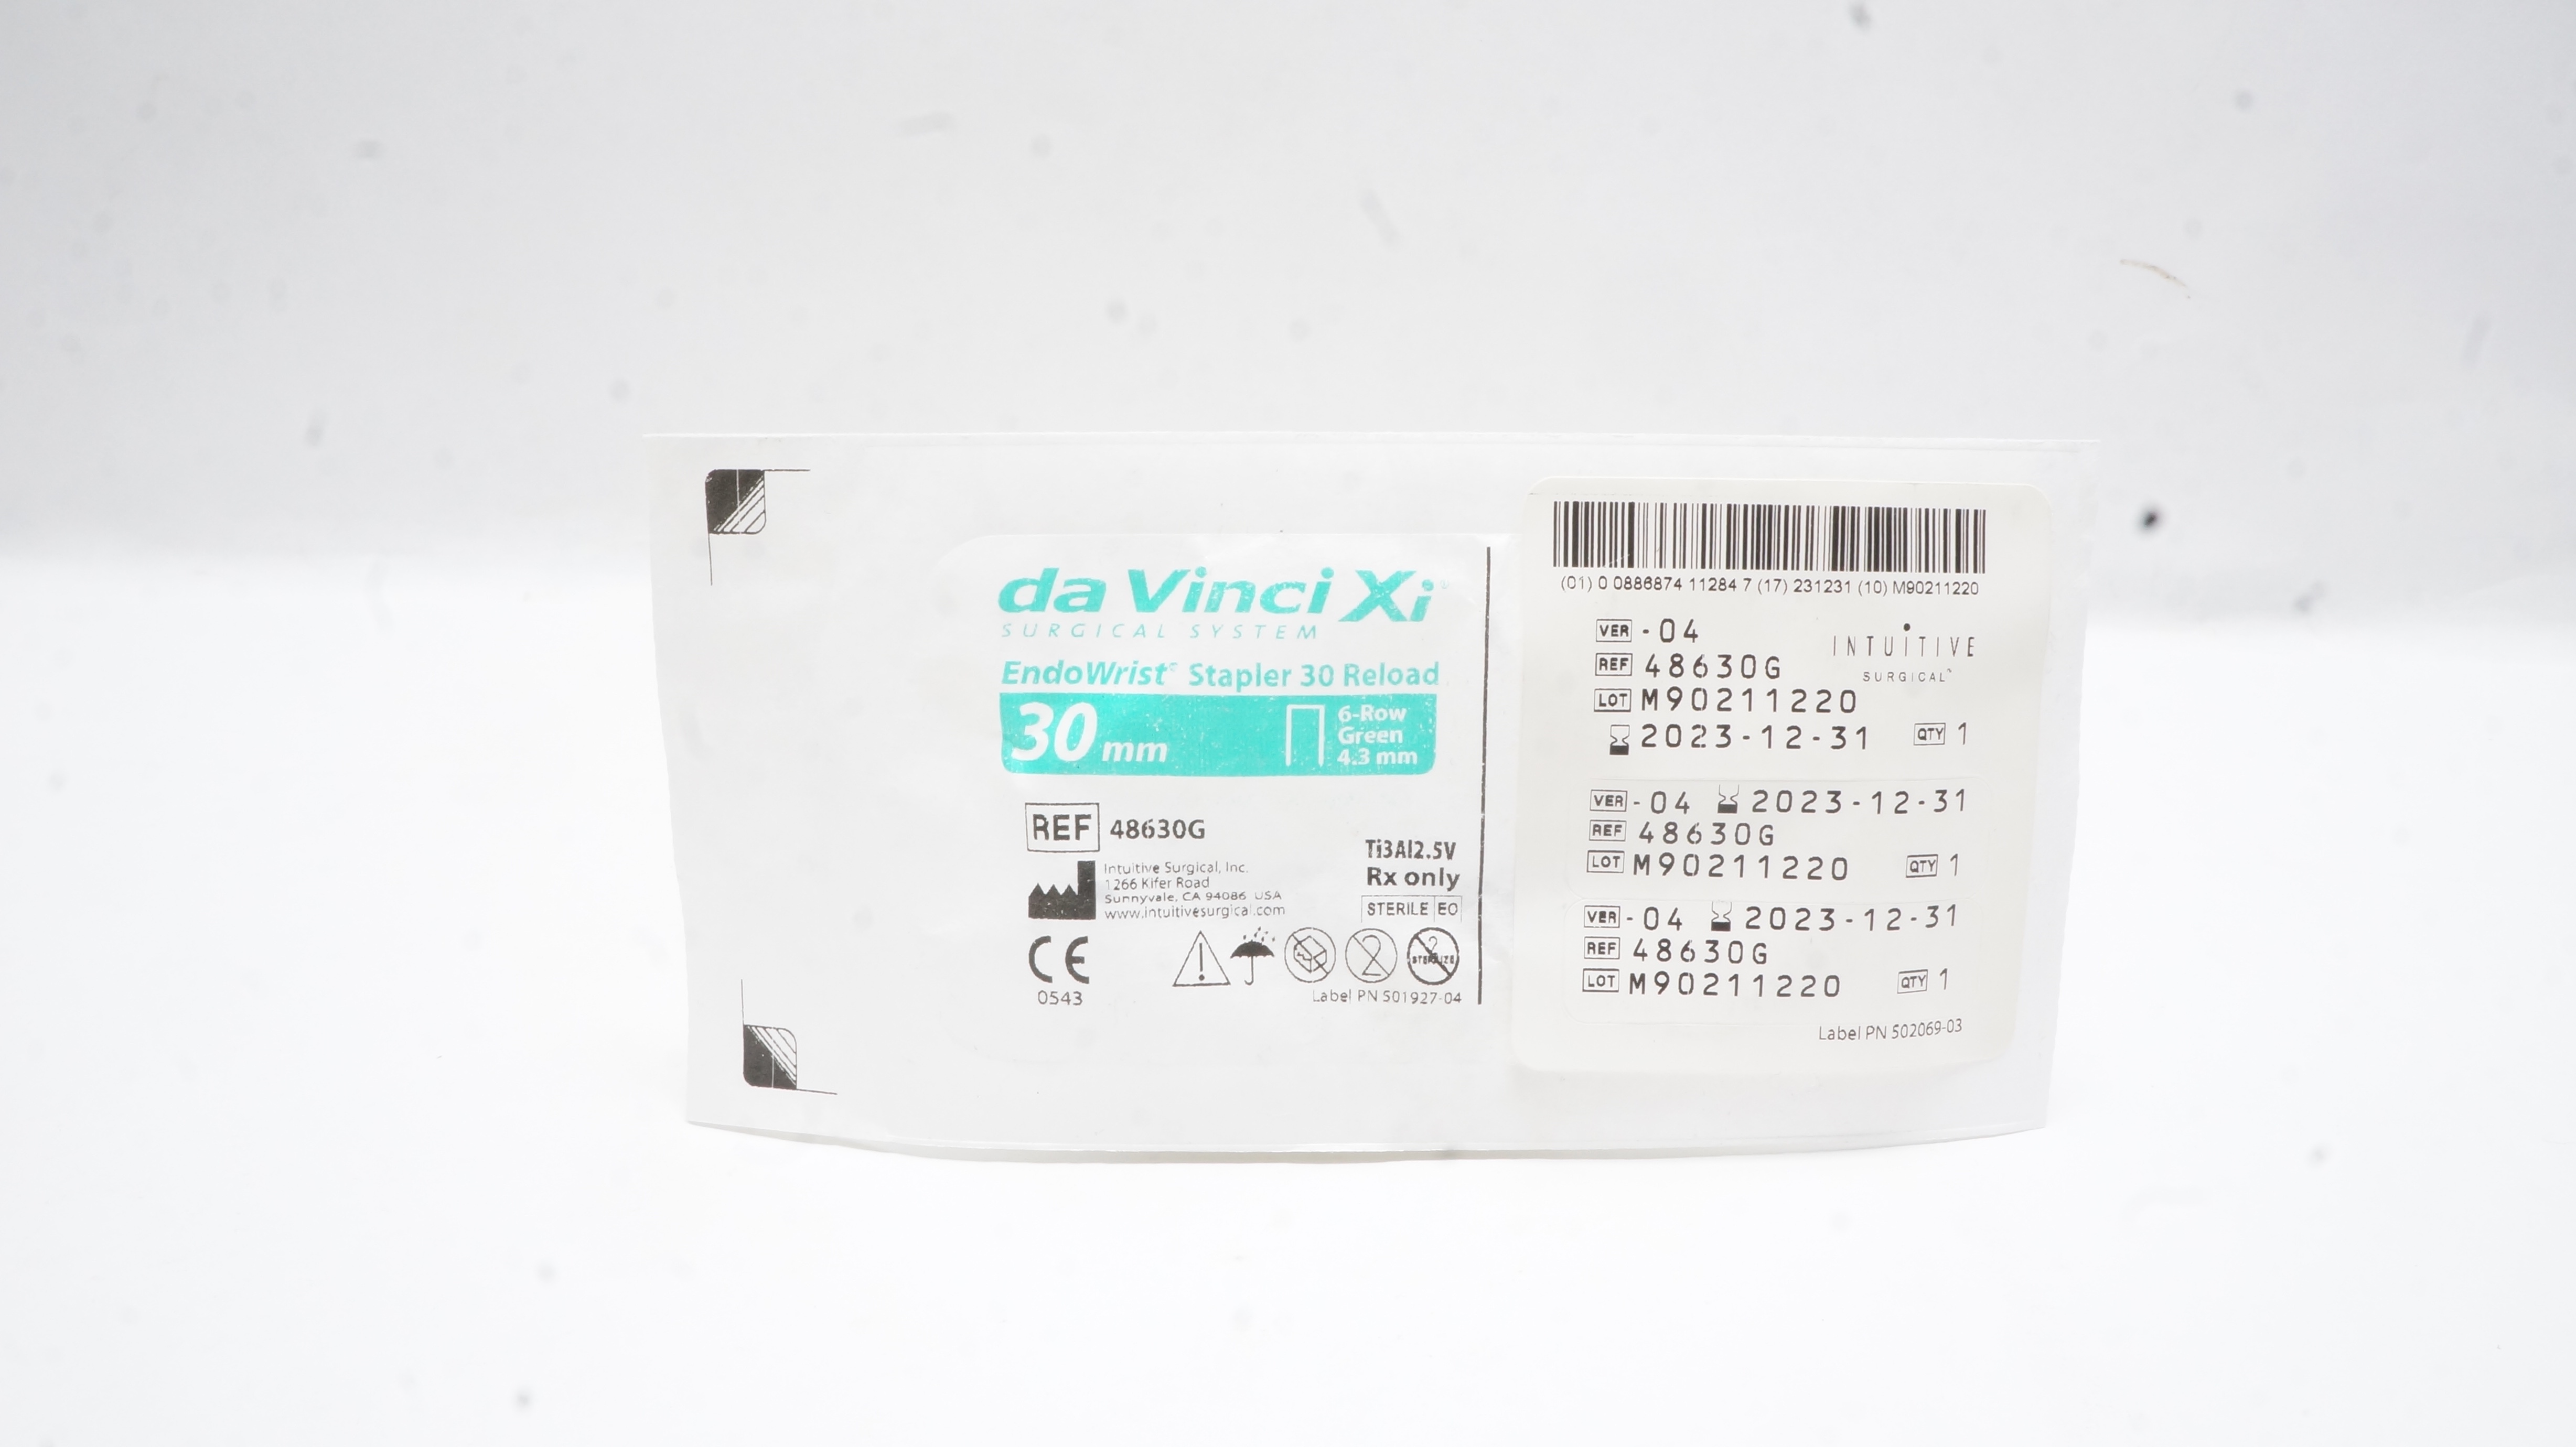 da Vinci Xi
SURGICAL SYSTEM
EndoWrist® Stapler 30 Reload
30 mm
6-Row
Green
4.3 mm
REF 48630G
Intuitive Surgical, Inc.
1266 Kifer Road
Sunnyvale, CA 94086 USA
www.intuitivesurgical.com
Ti3Al2.5V
Rx only
STERILE EO
CE
0543
2
2
STERILIZE
Label PN 501927-04
(01) 0 0886874 11284 7 (17) 231231 (10) M90211220
VER -04
INTUITIVE
SURGICAL
REF 48630G
LOT M90211220
2023-12-31 QTY 1
VER -04 2023-12-31
REF 48630G
LOT M90211220 QTY 1
VER -04 2023-12-31
REF 48630G
LOT M90211220 QTY 1
Label PN 502069-03